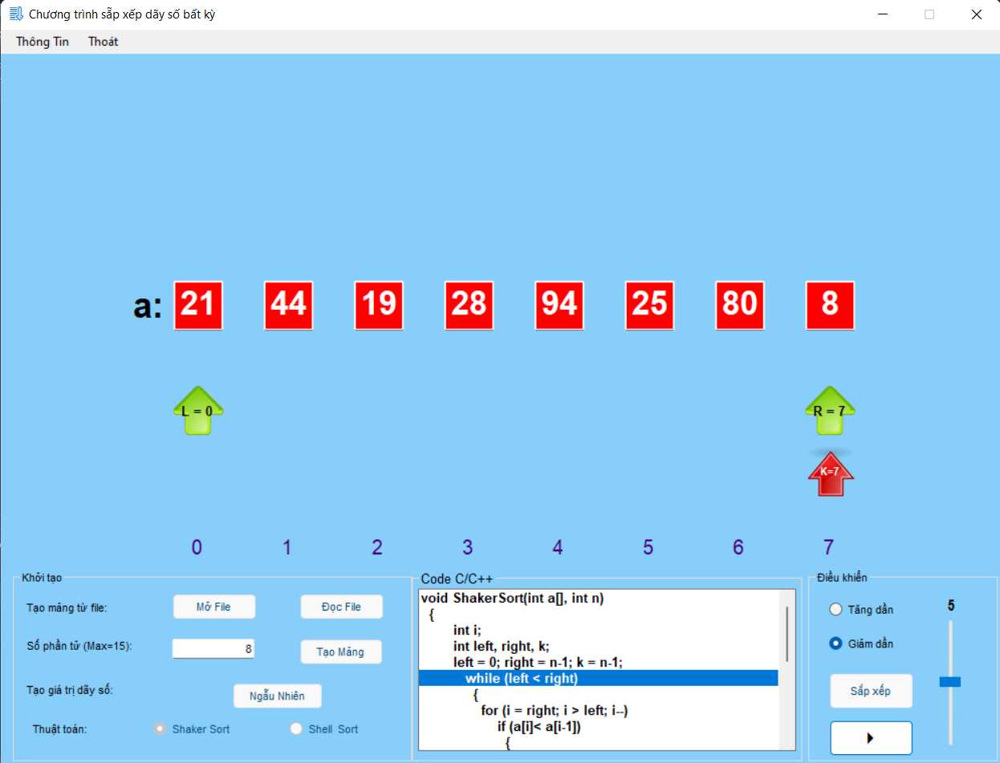 Chương trình sắp xếp dãy số bất kỳ
Thông Tin Thoát
a: 21 44 19 28 94 25 80 8
L = 0 R = 7
K=7
0 1 2 3 4 5 6 7
Khởi tạo
Tạo mảng từ file: Mở File Đọc File
Số phần tử (Max=15): 8 Tạo Mảng
Tạo giá trị dãy số: Ngẫu Nhiên
Thuật toán: Shaker Sort Shell Sort
Code C/C++
void ShakerSort(int a[], int n)
{
int i;
int left, right, k;
left = 0; right = n-1; k = n-1;
while (left < right)
{
for (i = right; i > left; i--)
if (a[i]< a[i-1])
{
Điều khiển
Tăng dần 5
Giảm dần
Sắp xếp